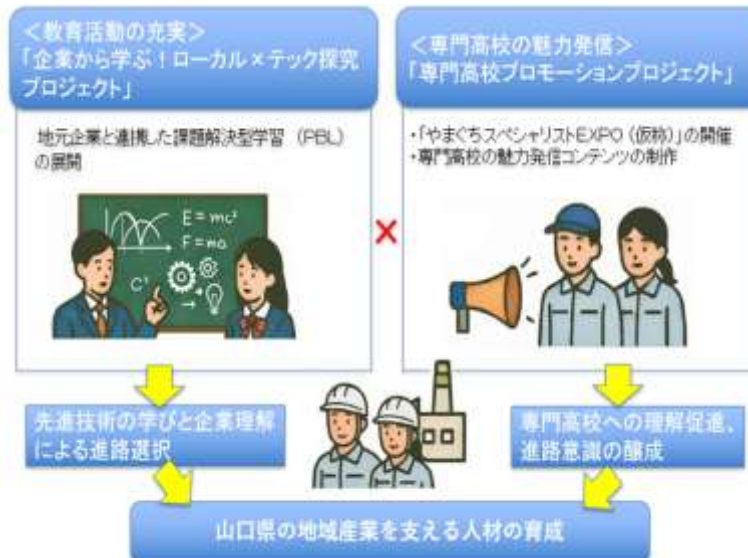 ＜教育活動の充実＞
「企業から学ぶ！ローカル×テック探究
プロジェクト」
地元企業と連携した課題解決型学習 （PBL）
の展開
E=mc²
F=ma
C¹
＜専門高校の魅力発信＞
「専門高校プロモーションプロジェクト」
・「やまぐちスペシャリストEXPO（仮称）」の開催
・専門高校の魅力発信コンテンツの制作
×
先進技術の学びと企業理解
による進路選択
専門高校への理解促進、
進路意識の醸成
山口県の地域産業を支える人材の育成